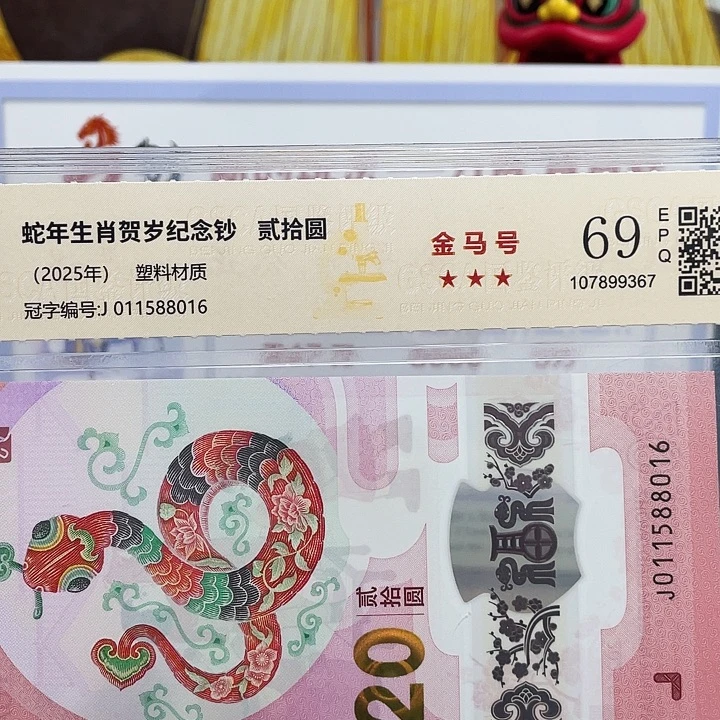 蛇年生肖贺岁纪念钞 贰拾圆
(2025年) 塑料材质
冠字编号:J 011588016
金马号
★★★
69
EPQ
107899367
J011588016
贰拾圆
20